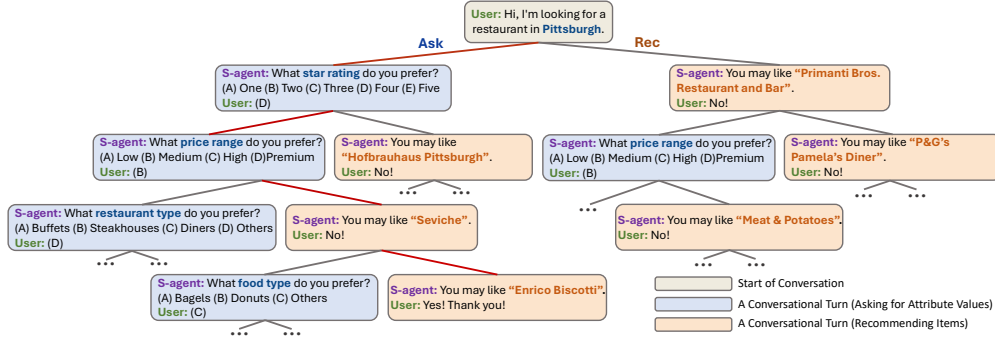 User: Hi, I'm looking for a
restaurant in Pittsburgh.
Ask
Rec
S-agent: What star rating do you prefer?
(A) One (B) Two (C) Three (D) Four (E) Five
User: (D)
S-agent: You may like "Primanti Bros.
Restaurant and Bar".
User: No!
S-agent: What price range do you prefer?
(A) Low (B) Medium (C) High (D)Premium
User: (B)
S-agent: You may like
"Hofbrauhaus Pittsburgh".
User: No!
S-agent: What price range do you prefer?
(A) Low (B) Medium (C) High (D)Premium
User: (B)
S-agent: You may like "P&G's
Pamela's Diner".
User: No!
S-agent: What restaurant type do you prefer?
(A) Buffets (B) Steakhouses (C) Diners (D) Others
User: (D)
S-agent: You may like "Seviche".
User: No!
S-agent: You may like "Meat & Potatoes".
User: No!
S-agent: What food type do you prefer?
(A) Bagels (B) Donuts (C) Others
User: (C)
S-agent: You may like "Enrico Biscotti".
User: Yes! Thank you!
Start of Conversation
A Conversational Turn (Asking for Attribute Values)
A Conversational Turn (Recommending Items)